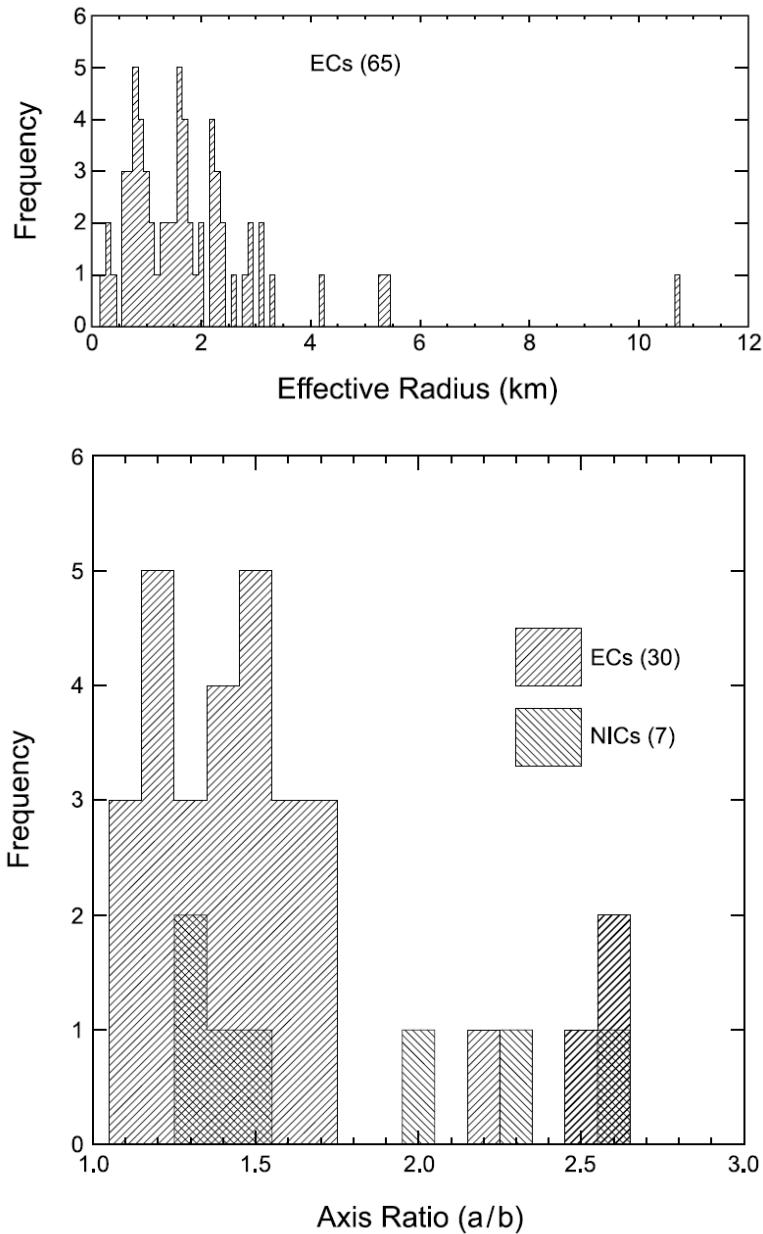 6
5
4
3
2
1
0
Frequency
ECs (65)
0 2 4 6 8 10 12
Effective Radius (km)
6
5
4
3
2
1
0
Frequency
ECs (30)
NICs (7)
1.0 1.5 2.0 2.5 3.0
Axis Ratio (a/b)